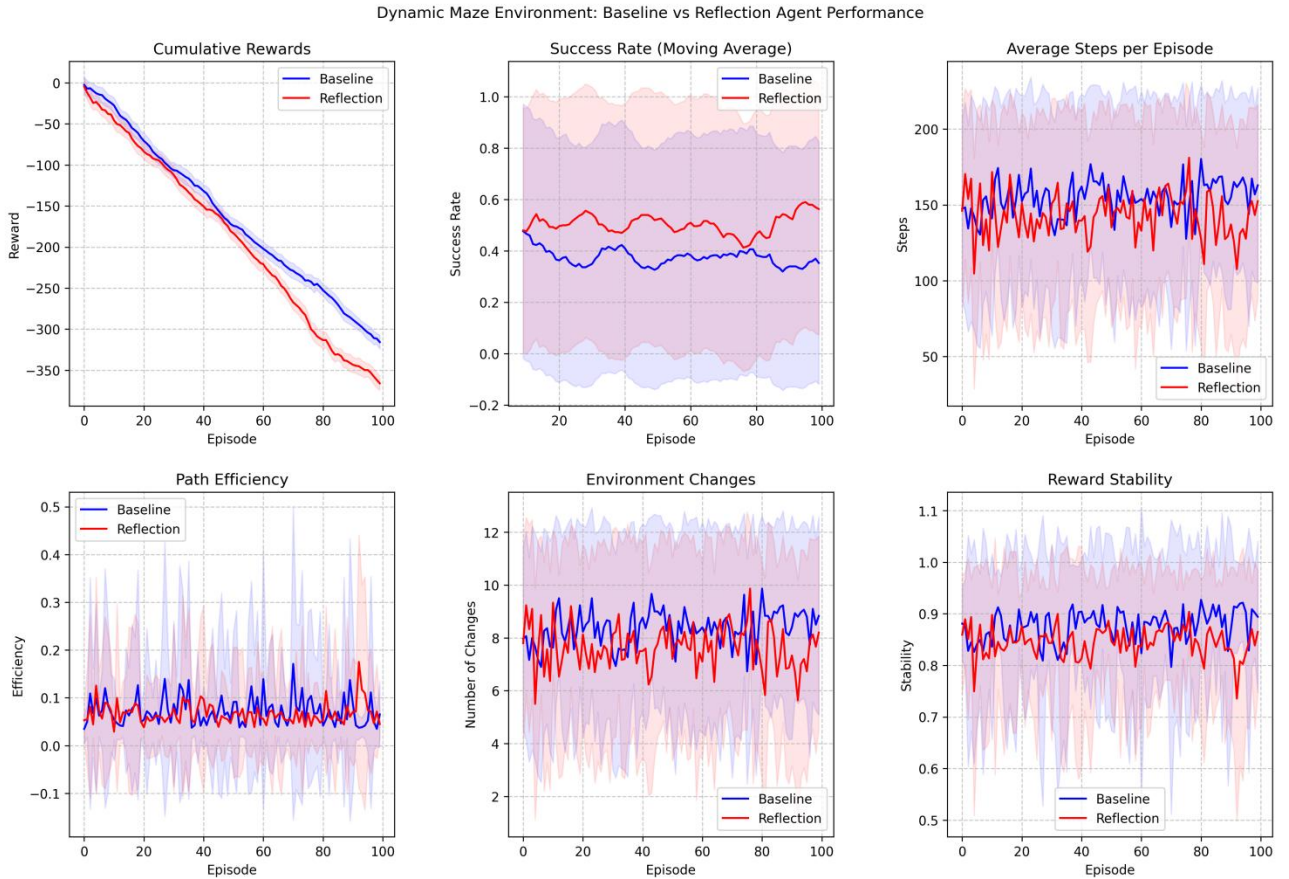 Dynamic Maze Environment: Baseline vs Reflection Agent Performance
Cumulative Rewards
Baseline
Reflection
0
−50
−100
−150
−200
−250
−300
−350
Reward
0 20 40 60 80 100
Episode
Success Rate (Moving Average)
Baseline
Reflection
1.0
0.8
0.6
0.4
0.2
0.0
−0.2
Success Rate
20 40 60 80 100
Episode
Average Steps per Episode
200
150
100
50
Steps
Baseline
Reflection
0 20 40 60 80 100
Episode
Path Efficiency
Baseline
Reflection
0.5
0.4
0.3
0.2
0.1
0.0
−0.1
Efficiency
0 20 40 60 80 100
Episode
Environment Changes
12
10
8
6
4
2
Number of Changes
Baseline
Reflection
0 20 40 60 80 100
Episode
Reward Stability
1.1
1.0
0.9
0.8
0.7
0.6
0.5
Stability
Baseline
Reflection
0 20 40 60 80 100
Episode